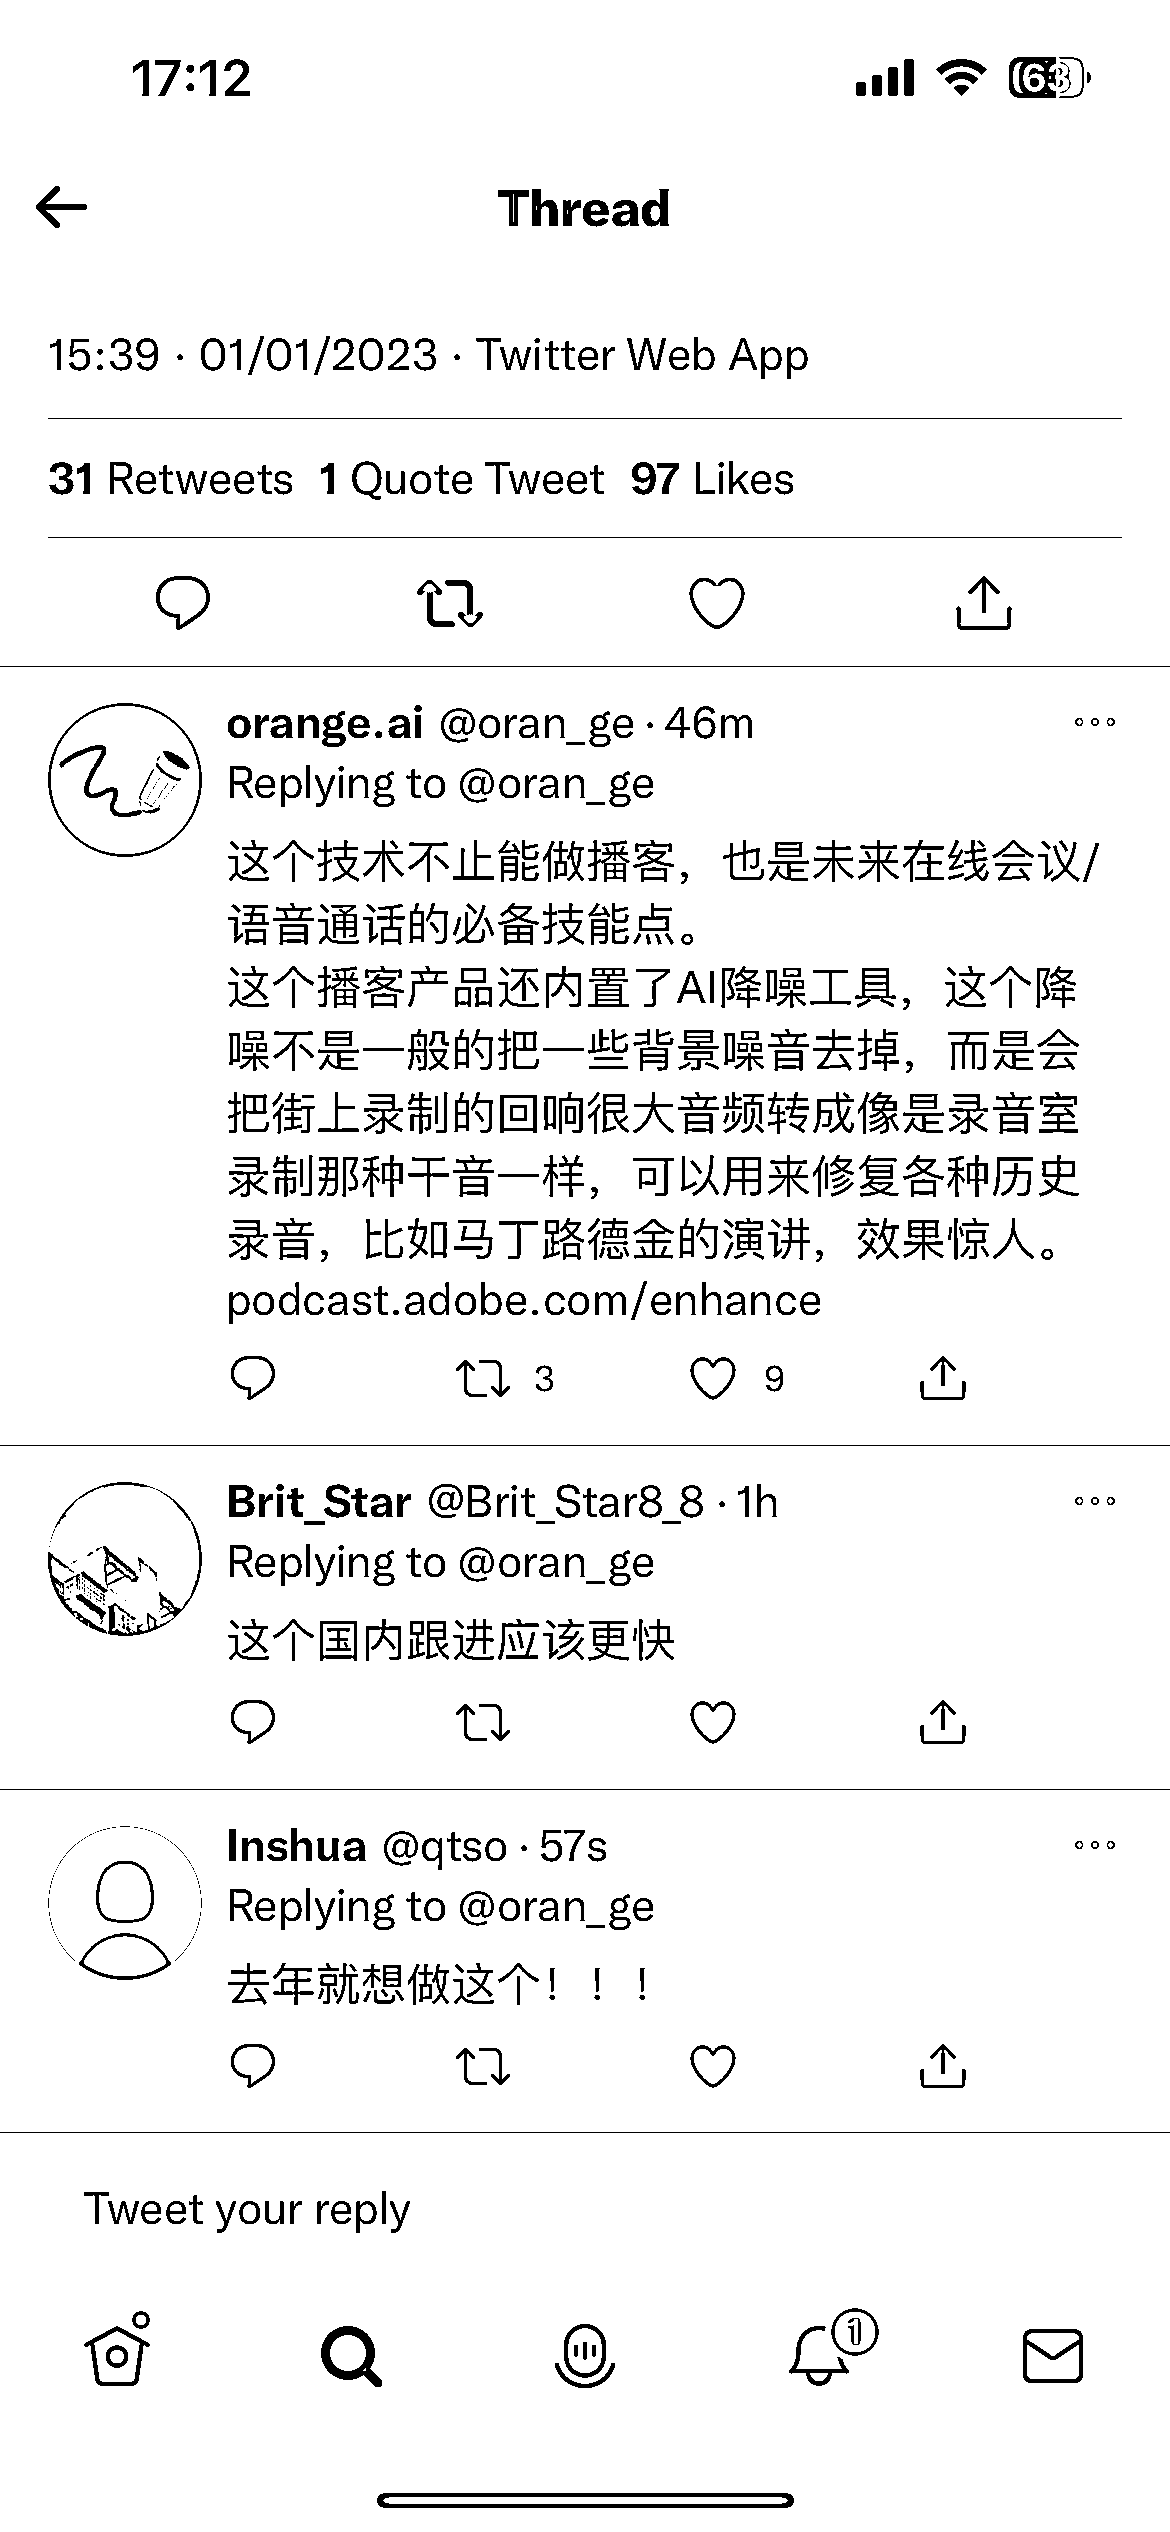 17:12
63
Thread
15:39 · 01/01/2023 · Twitter Web App
31 Retweets 1 Quote Tweet 97 Likes
orange.ai @oran_ge · 46m
Replying to @oran_ge
这个技术不止能做播客，也是未来在线会议/
语音通话的必备技能点。
这个播客产品还内置了AI降噪工具，这个降
噪不是一般的把一些背景噪音去掉，而是会
把街上录制的回响很大音频转成像是录音室
录制那种干音一样，可以用来修复各种历史
录音，比如马丁路德金的演讲，效果惊人。
podcast.adobe.com/enhance
3 9
Brit_Star @Brit_Star8_8 · 1h
Replying to @oran_ge
这个国内跟进应该更快
Inshua @qtso · 57s
Replying to @oran_ge
去年就想做这个！！！
Tweet your reply
1